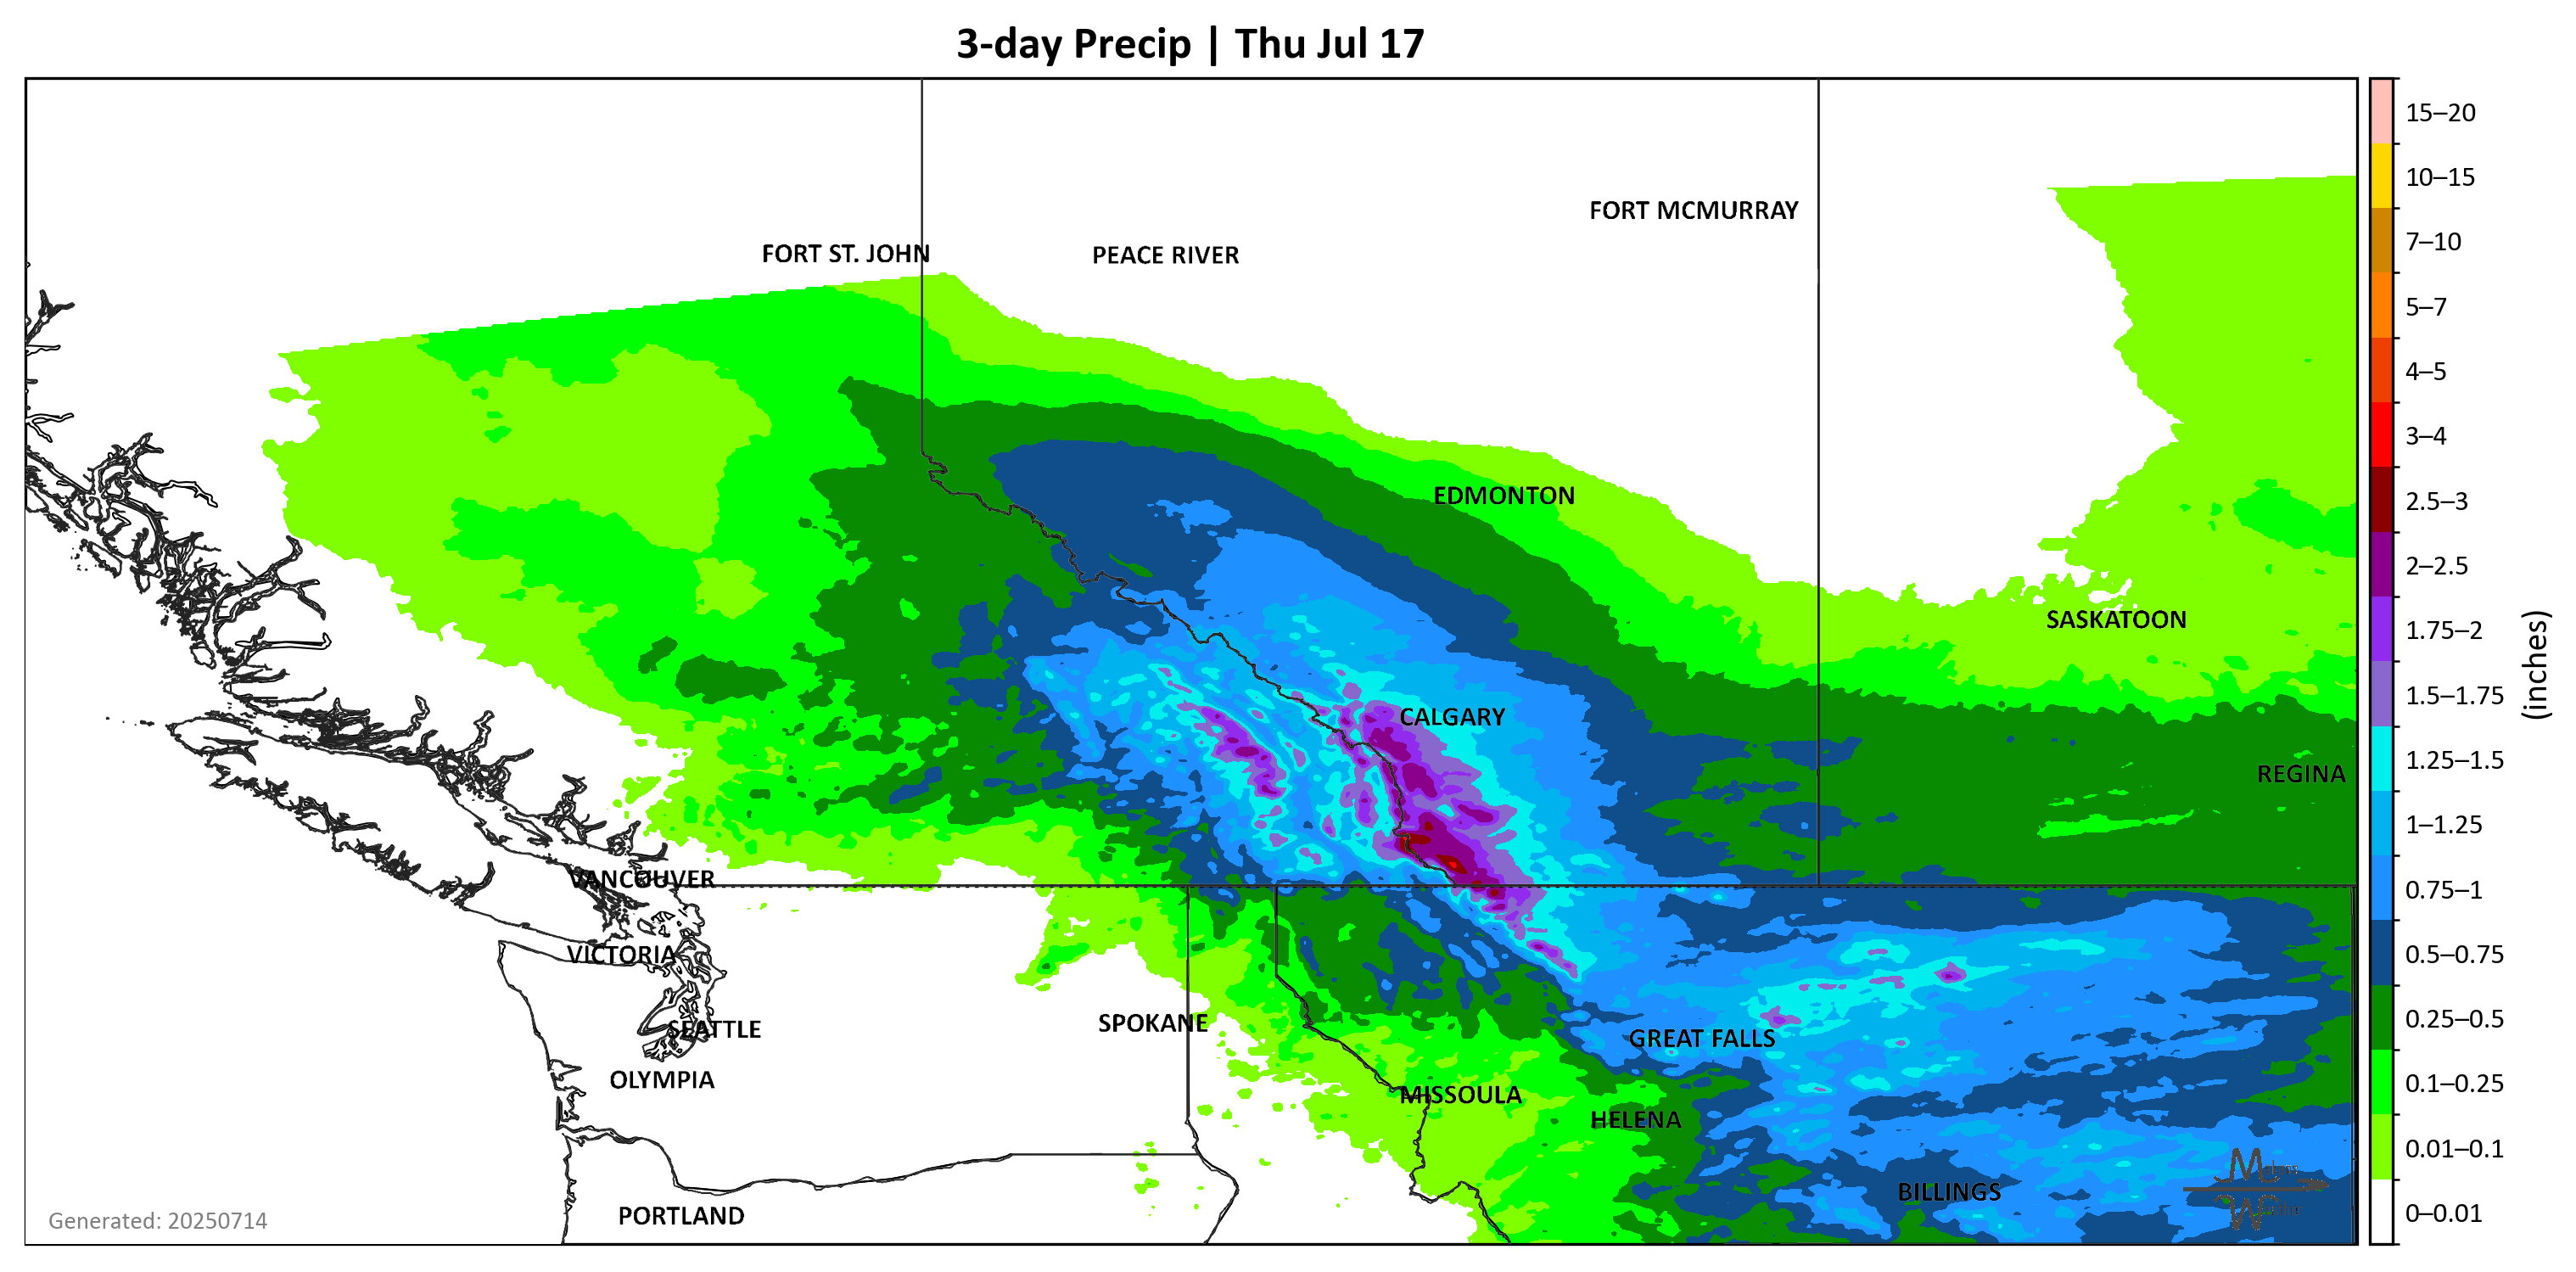 3-day Precip | Thu Jul 17
FORT MCMURRAY
FORT ST. JOHN
PEACE RIVER
EDMONTON
SASKATOON
CALGARY
REGINA
VANCOUVER
VICTORIA
SPOKANE
SEATTLE
GREAT FALLS
OLYMPIA
MISSOULA
HELENA
BILLINGS
PORTLAND
Generated: 20250714
15–20
10–15
7–10
5–7
4–5
3–4
2.5–3
2–2.5
1.75–2
1.5–1.75
1.25–1.5
1–1.25
0.75–1
0.5–0.75
0.25–0.5
0.1–0.25
0.01–0.1
0–0.01
(inches)